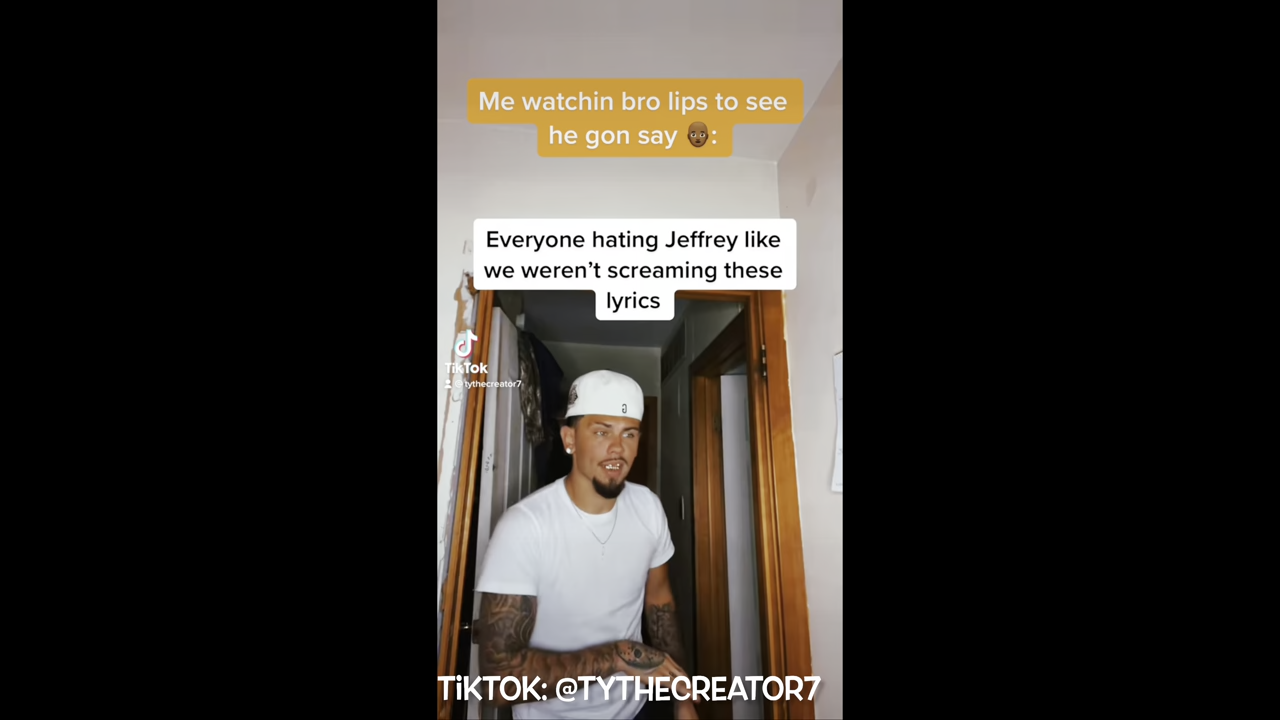 Me watchin bro lips to see
he gon say 👨🏾‍🦲:
Everyone hating Jeffrey like
we weren't screaming these
lyrics
TikTok
@tythecreator7
TiKTOK: @TYTHECREATOR7